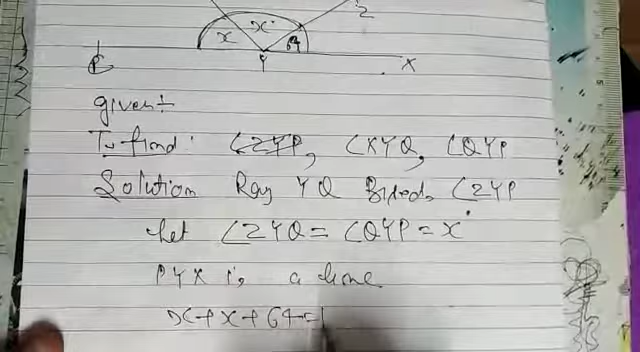 x x° Z
64
P Y X
given:-
To find: ∠ZYP, ∠XYQ, ∠QYP
Solution Ray YQ Bisects ∠ZYP
Let ∠ZYQ = ∠QYP = x°
PYX is a line
x + x + 64 = 1